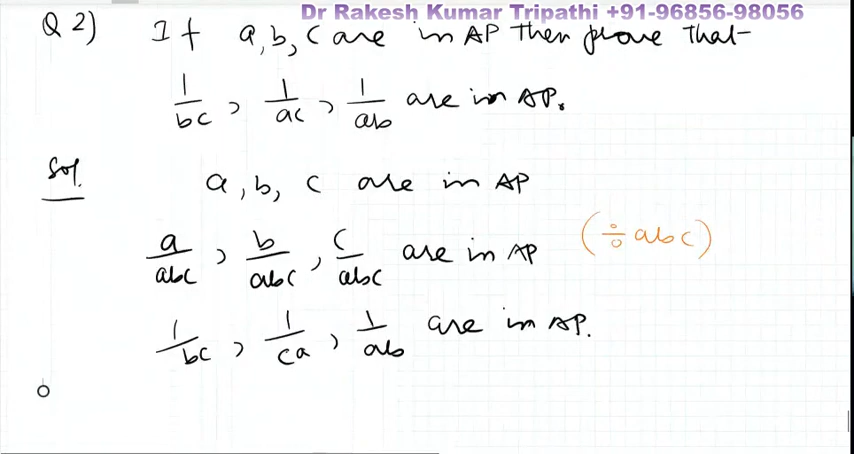 Dr Rakesh Kumar Tripathi +91-96856-98056
Q 2) If a, b, c are in AP then prove that
1/bc, 1/ac, 1/ab are in AP.
Sol. a, b, c are in AP
a/abc, b/abc, c/abc are in AP (÷ abc)
1/bc, 1/ca, 1/ab are in AP.